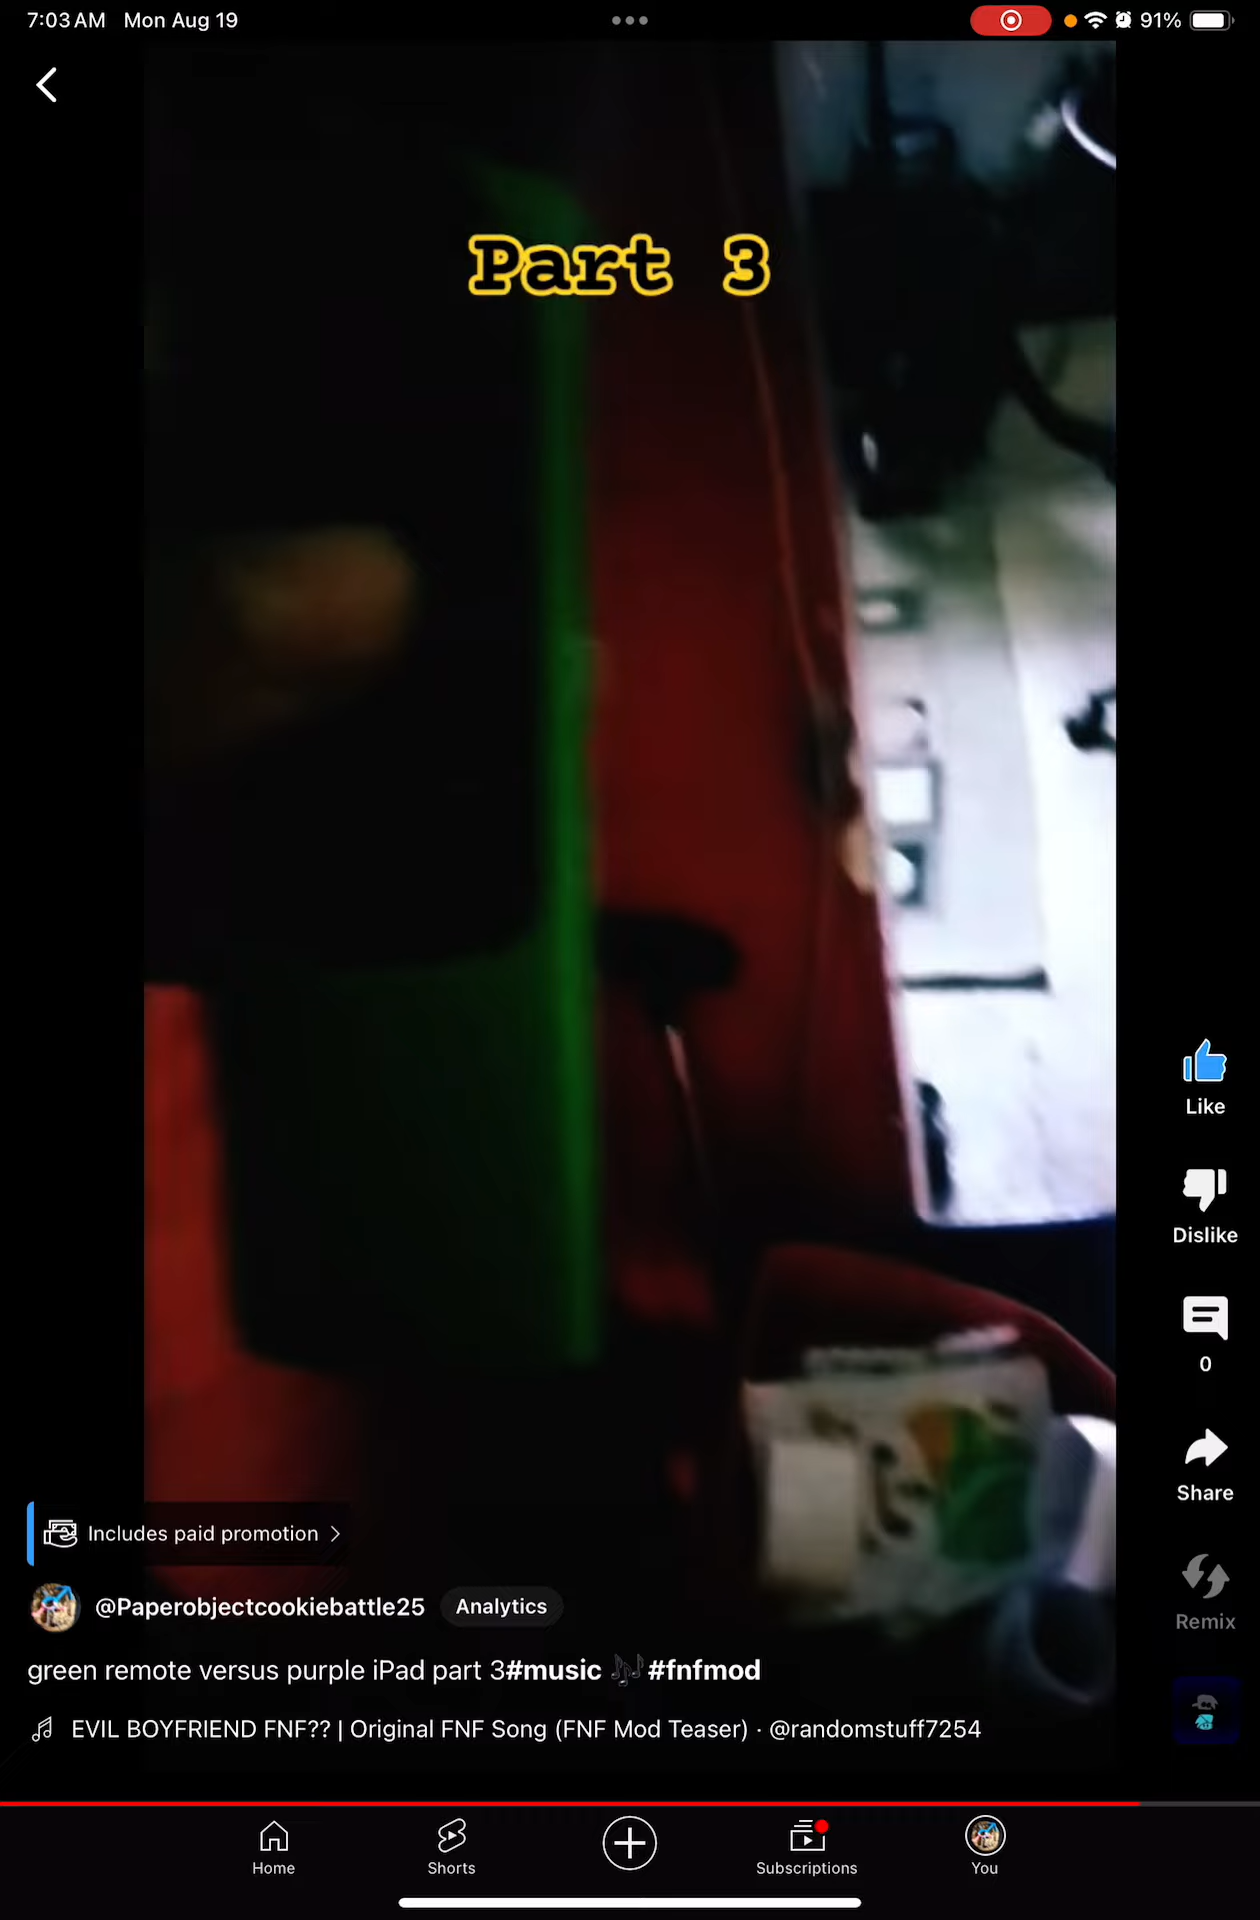 7:03 AM Mon Aug 19
91%
Part 3
Like
Dislike
0
Share
Includes paid promotion
@Paperobjectcookiebattle25 Analytics
Remix
green remote versus purple iPad part 3#music 🎶 #fnfmod
EVIL BOYFRIEND FNF?? | Original FNF Song (FNF Mod Teaser) · @randomstuff7254
Home
Shorts
Subscriptions
You